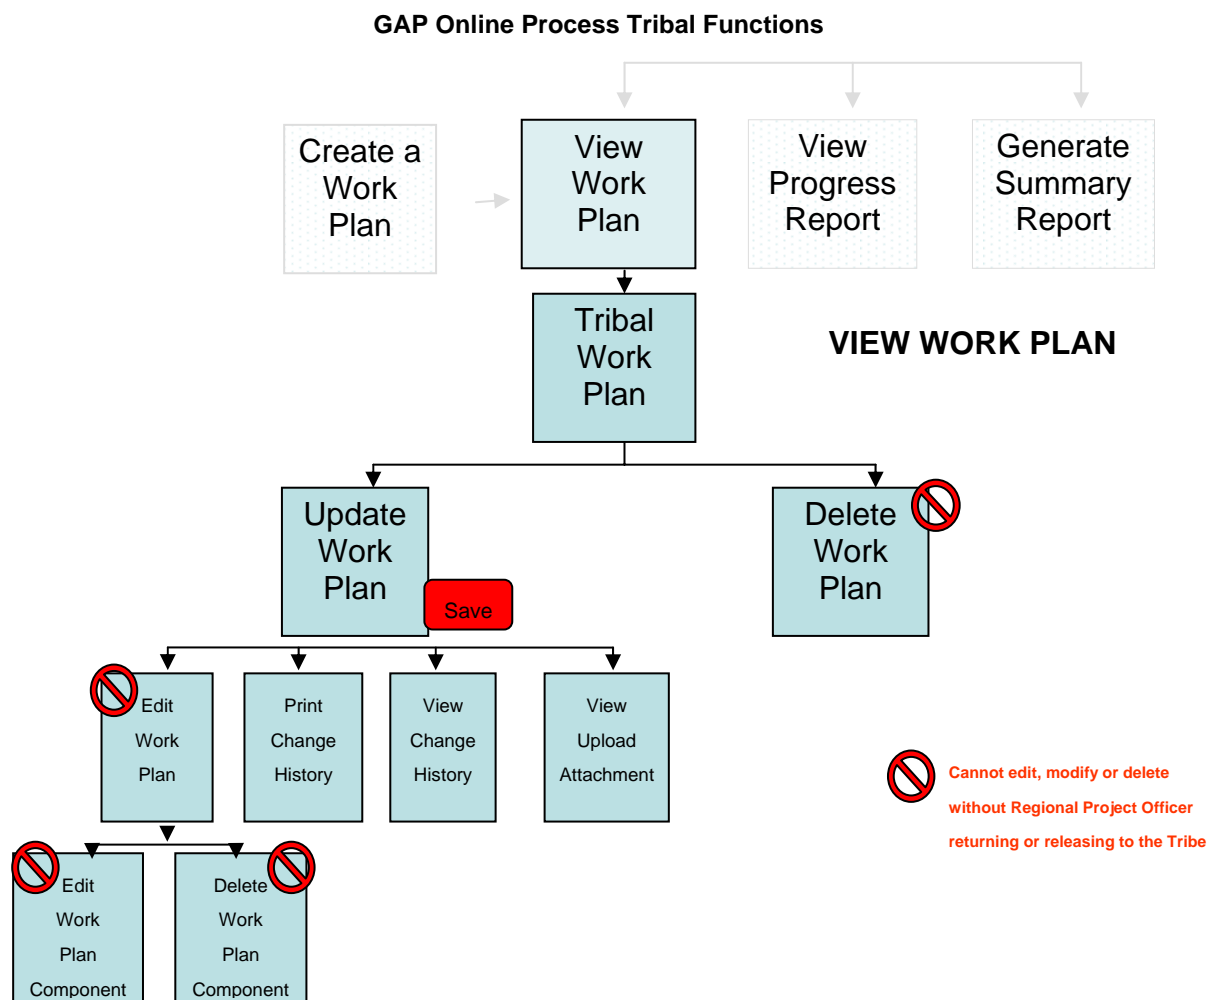 GAP Online Process Tribal Functions
Create a
Work
Plan
View
Work
Plan
View
Progress
Report
Generate
Summary
Report
Tribal
Work
Plan
VIEW WORK PLAN
Update
Work
Plan
Save
Delete
Work
Plan
Edit
Work
Plan
Print
Change
History
View
Change
History
View
Upload
Attachment
Cannot edit, modify or delete
without Regional Project Officer
returning or releasing to the Tribe
Edit
Work
Plan
Component
Delete
Work
Plan
Component